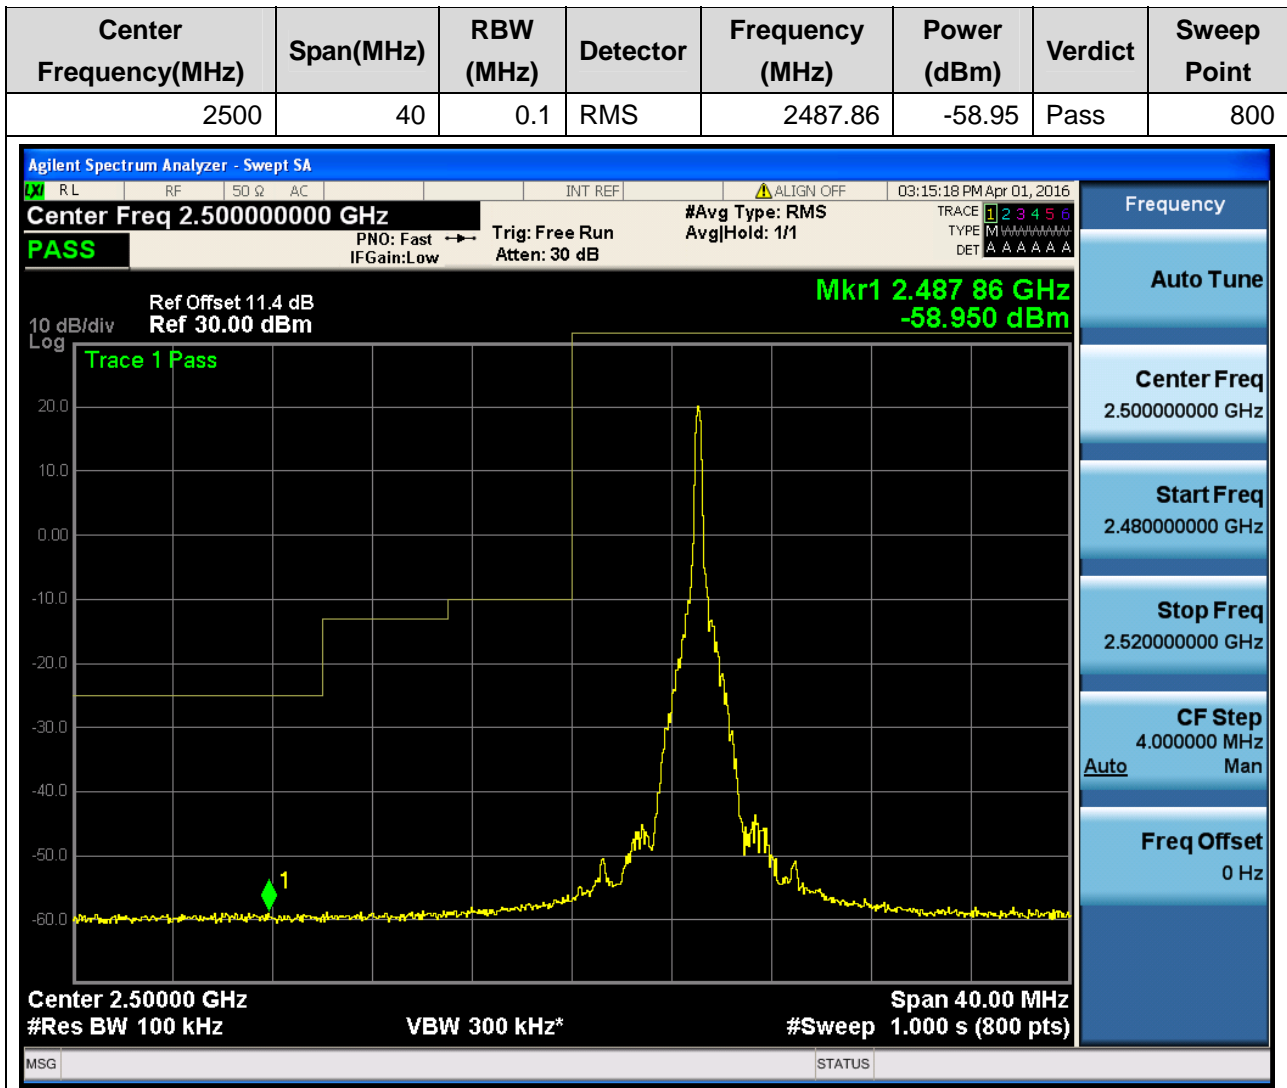 Center Frequency(MHz) Span(MHz) RBW (MHz) Detector Frequency (MHz) Power (dBm) Verdict Sweep Point
2500 40 0.1 RMS 2487.86 -58.95 Pass 800
Agilent Spectrum Analyzer - Swept SA
LXI RL RF 50 Ω AC INT REF ALIGN OFF 03:15:18 PM Apr 01, 2016
Center Freq 2.500000000 GHz
PASS
PNO: Fast
IFGain:Low
Trig: Free Run
Atten: 30 dB
#Avg Type: RMS
Avg|Hold: 1/1
TRACE 1 2 3 4 5 6
TYPE M
DET A A A A A A
Mkr1 2.487 86 GHz
-58.950 dBm
Ref Offset 11.4 dB
10 dB/div Ref 30.00 dBm
Log
Trace 1 Pass
20.0
10.0
0.00
-10.0
-20.0
-30.0
-40.0
-50.0
-60.0
1
Center 2.50000 GHz Span 40.00 MHz
#Res BW 100 kHz VBW 300 kHz* #Sweep 1.000 s (800 pts)
MSG STATUS
Frequency
Auto Tune
Center Freq
2.500000000 GHz
Start Freq
2.480000000 GHz
Stop Freq
2.520000000 GHz
CF Step
4.000000 MHz
Auto Man
Freq Offset
0 Hz